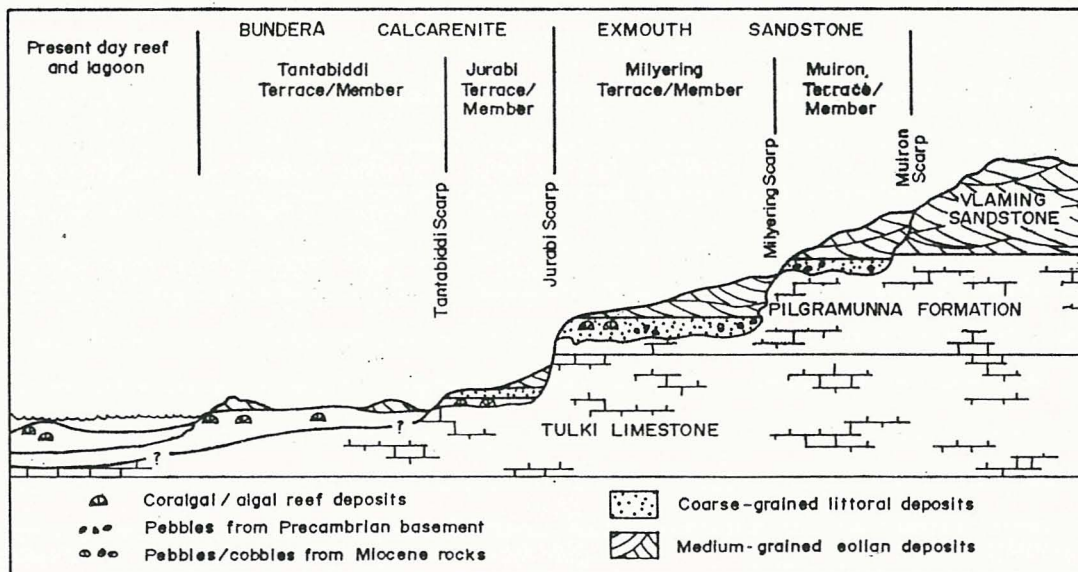 BUNDERA CALCARENITE
EXMOUTH SANDSTONE
Present day reef
and lagoon
Tantabiddi
Terrace/Member
Jurabi
Terrace/
Member
Milyering
Terrace/Member
Muiron
Terrace/
Member
Tantabiddi Scarp
Jurabi Scarp
Milyering Scarp
Muiron
Scarp
VLAMING
SANDSTONE
PILGRAMUNNA FORMATION
TULKI LIMESTONE
?
?
Coralgal / algal reef deposits
Pebbles from Precambrian basement
Pebbles/cobbles from Miocene rocks
Coarse-grained littoral deposits
Medium-grained eolian deposits